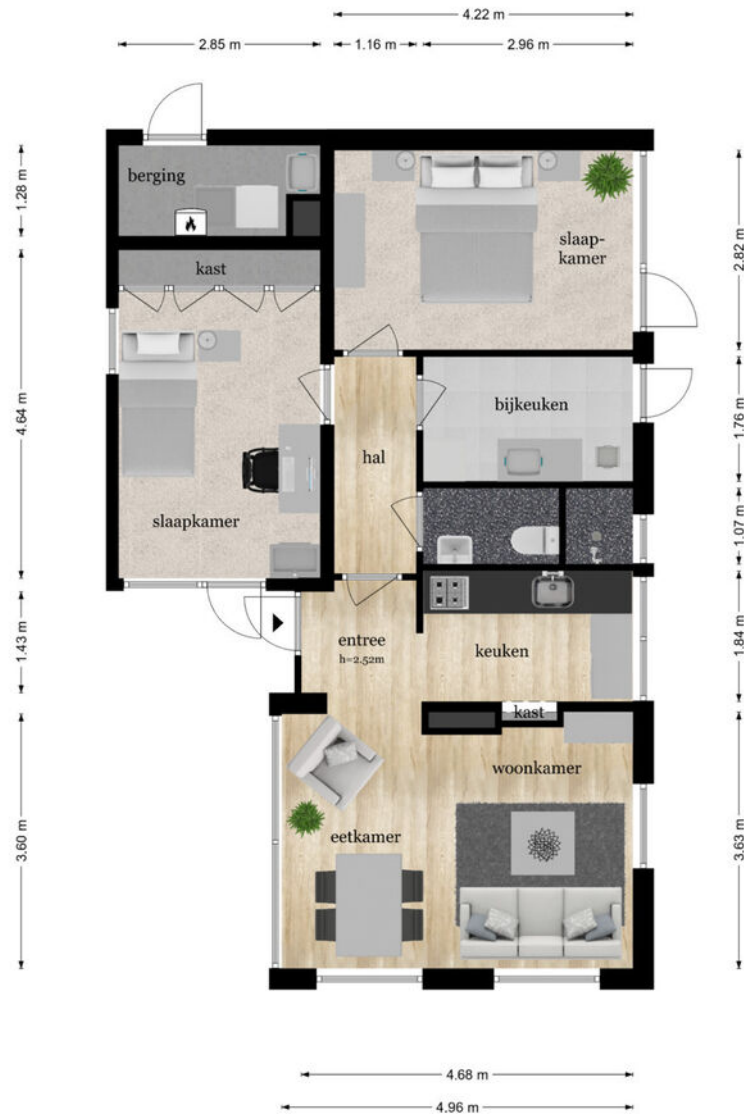 4.22 m
2.85 m
1.16 m
2.96 m
berging
1.28 m
slaap-
kamer
2.82 m
kast
4.64 m
bijkeuken
1.76 m
hal
slaapkamer
1.07 m
entree
h=2.52m
keuken
1.43 m
1.84 m
kast
woonkamer
eetkamer
3.60 m
3.63 m
4.68 m
4.96 m